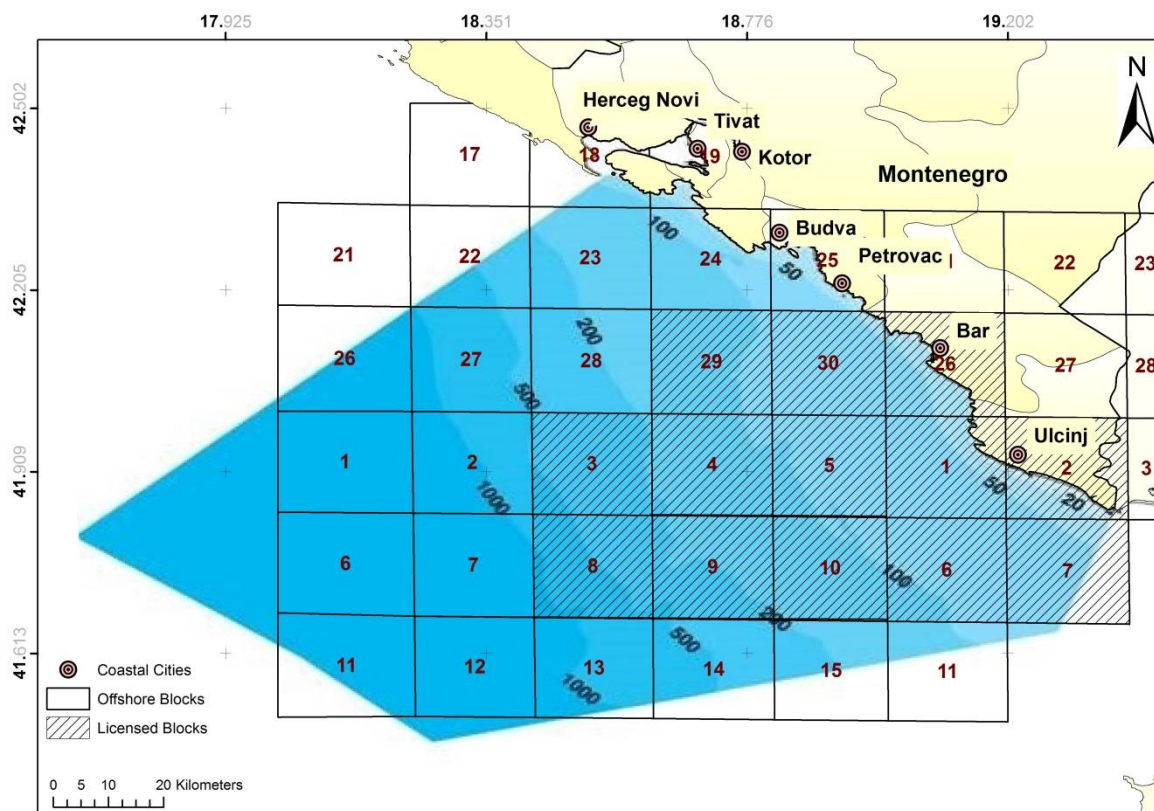 17.925 18.351 18.776 19.202
N
42.502
Herceg Novi
Tivat
17 18 19
Kotor
Montenegro
100
Budva
21 22 23 24 25 22 23
50
Petrovac
42.205
200
Bar
26 27 28 29 30 26 27 28
500
Ulcinj
41.909
1 2 3 4 5 1 2 3
1000 50 20
6 7 8 9 10 100 6 7
200
500
41.613
11 12 13 14 15 11
1000
Coastal Cities
Offshore Blocks
Licensed Blocks
0 5 10 20 Kilometers